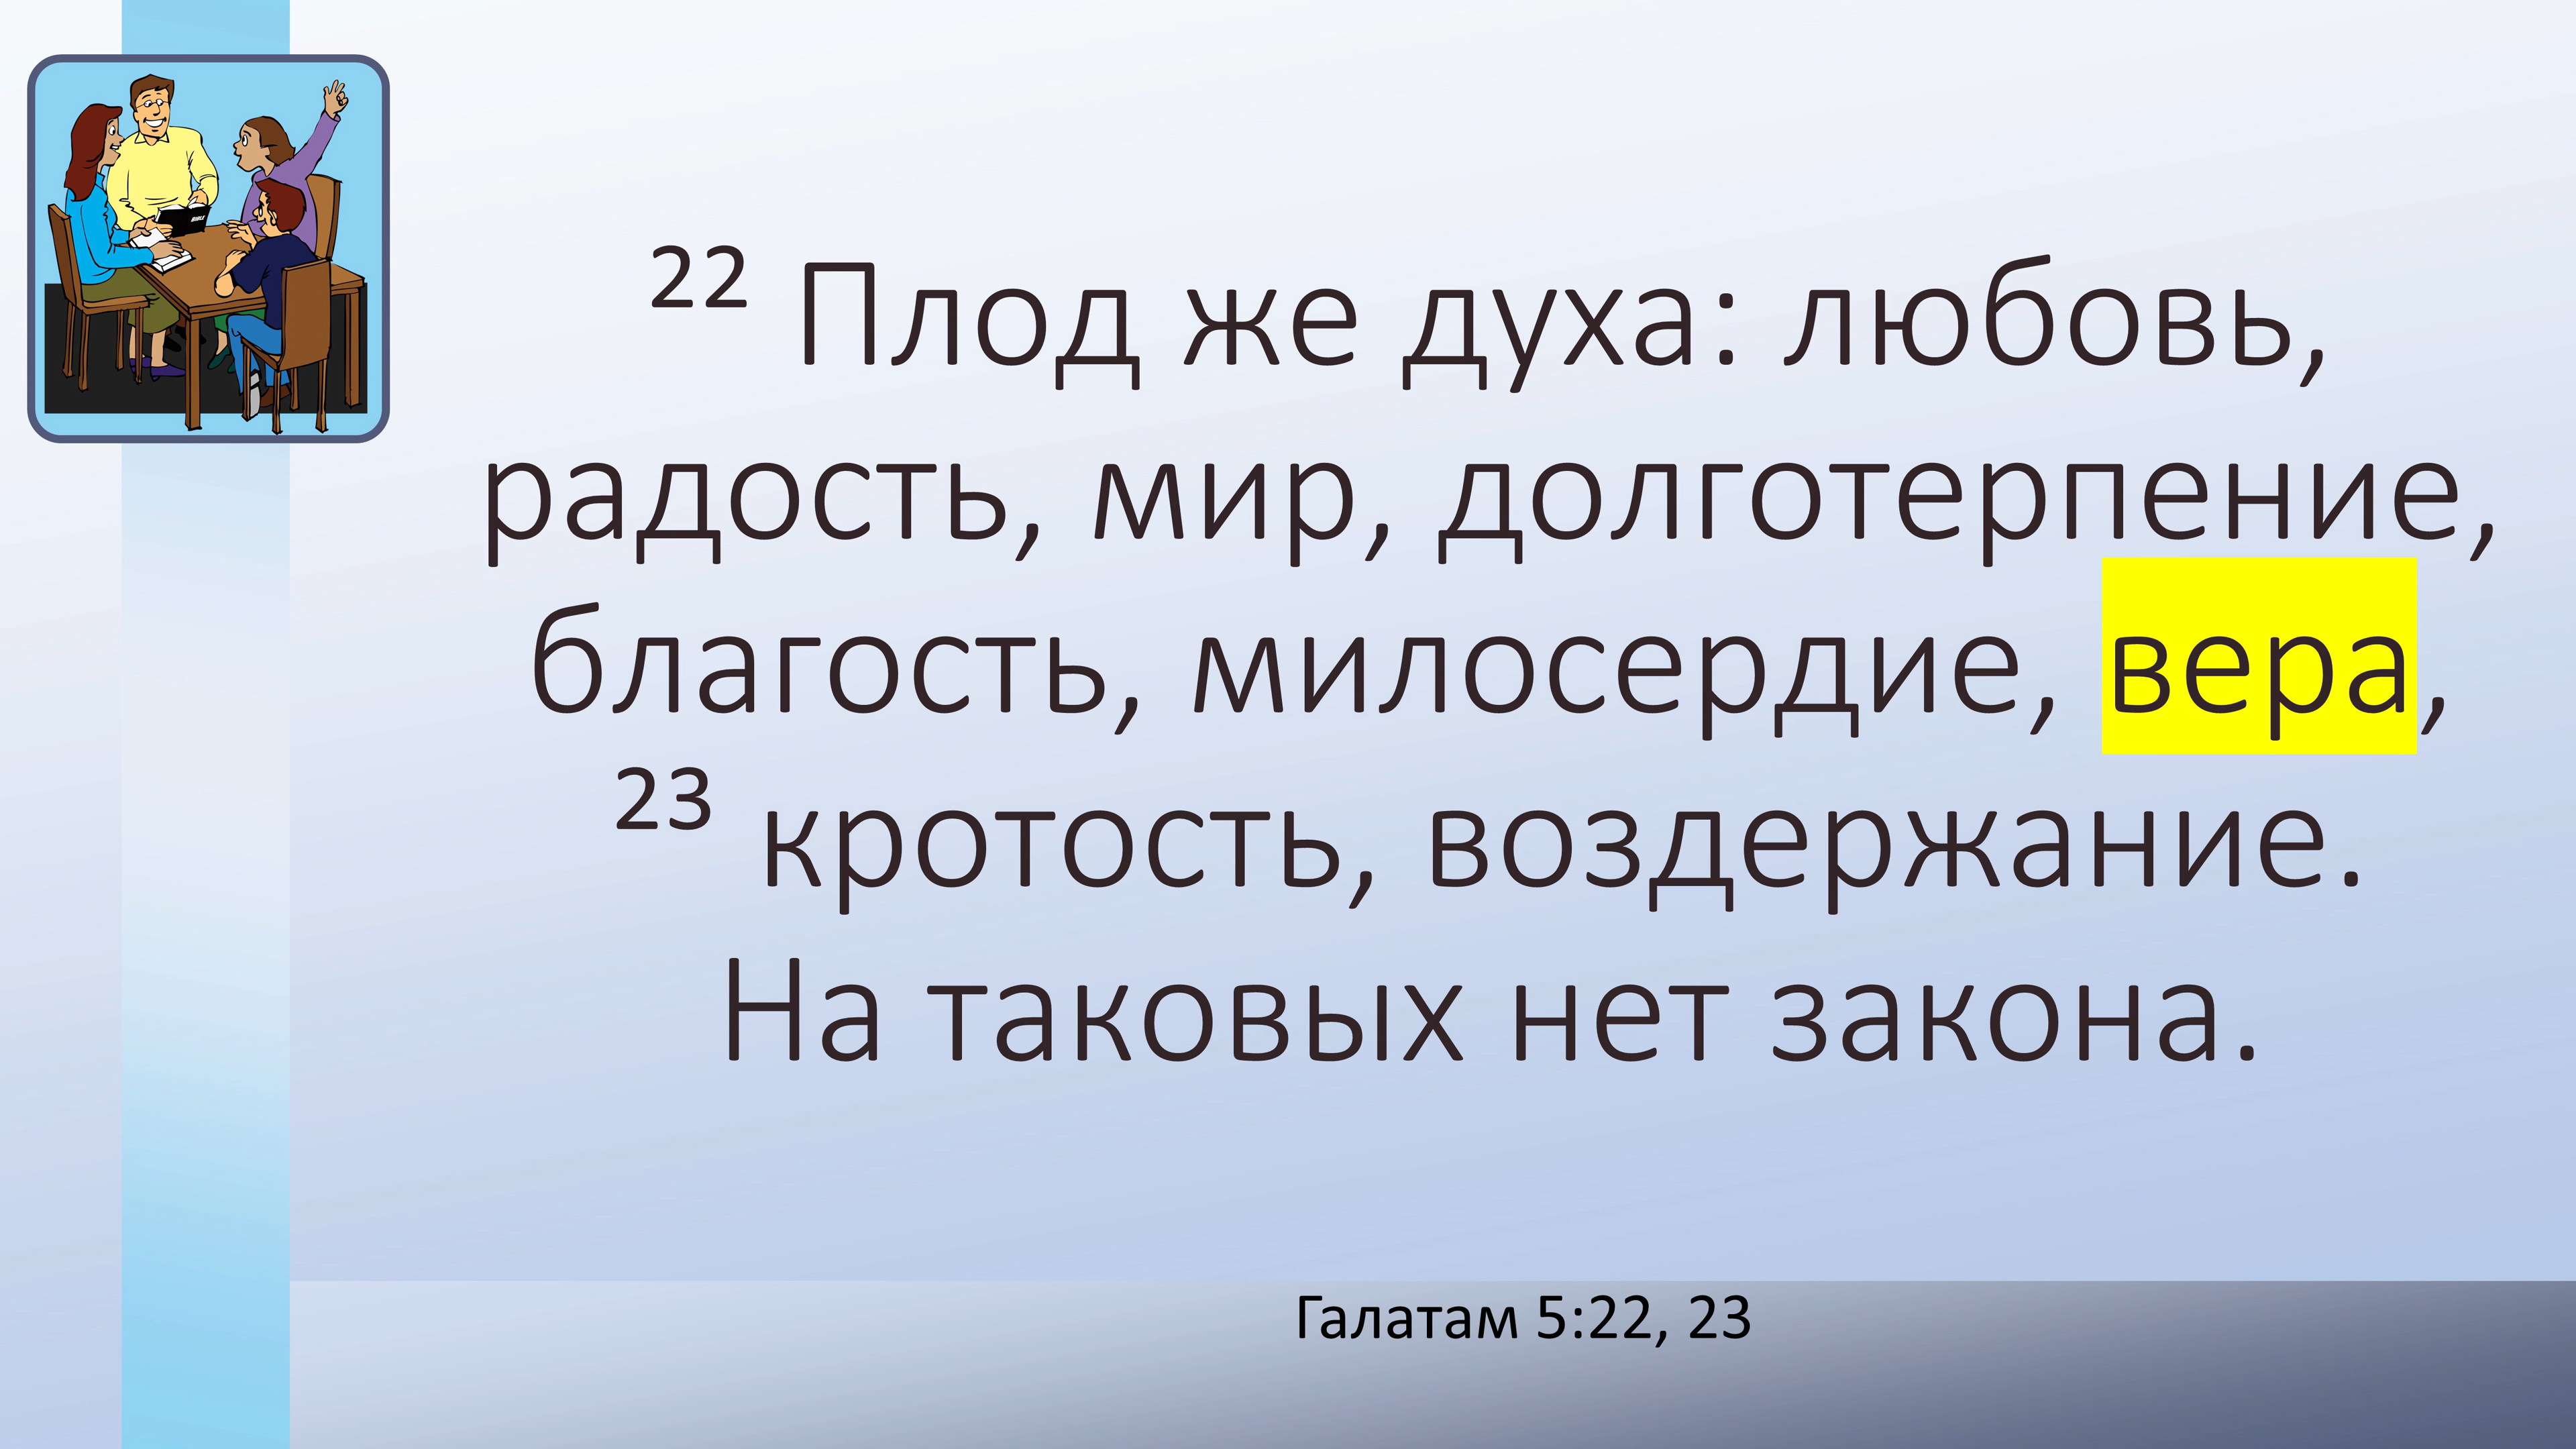 BIBLE
²² Плод же духа: любовь,
радость, мир, долготерпение,
благость, милосердие, вера,
²³ кротость, воздержание.
На таковых нет закона.
Галатам 5:22, 23